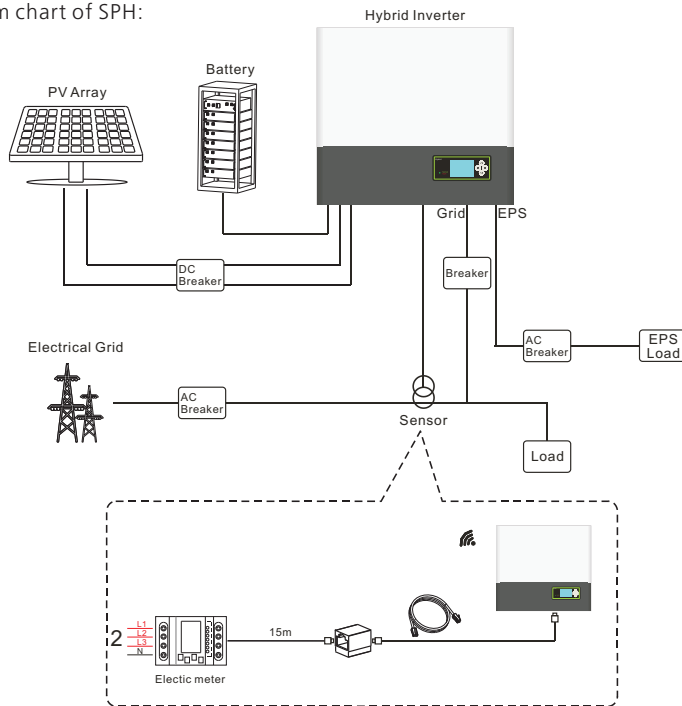 m chart of SPH:
Hybrid Inverter
Battery
PV Array
Grid
EPS
DC
Breaker
Breaker
AC
Breaker
EPS
Load
Electrical Grid
AC
Breaker
Sensor
Load
L1
L2
L3
N
2
15m
Electic meter